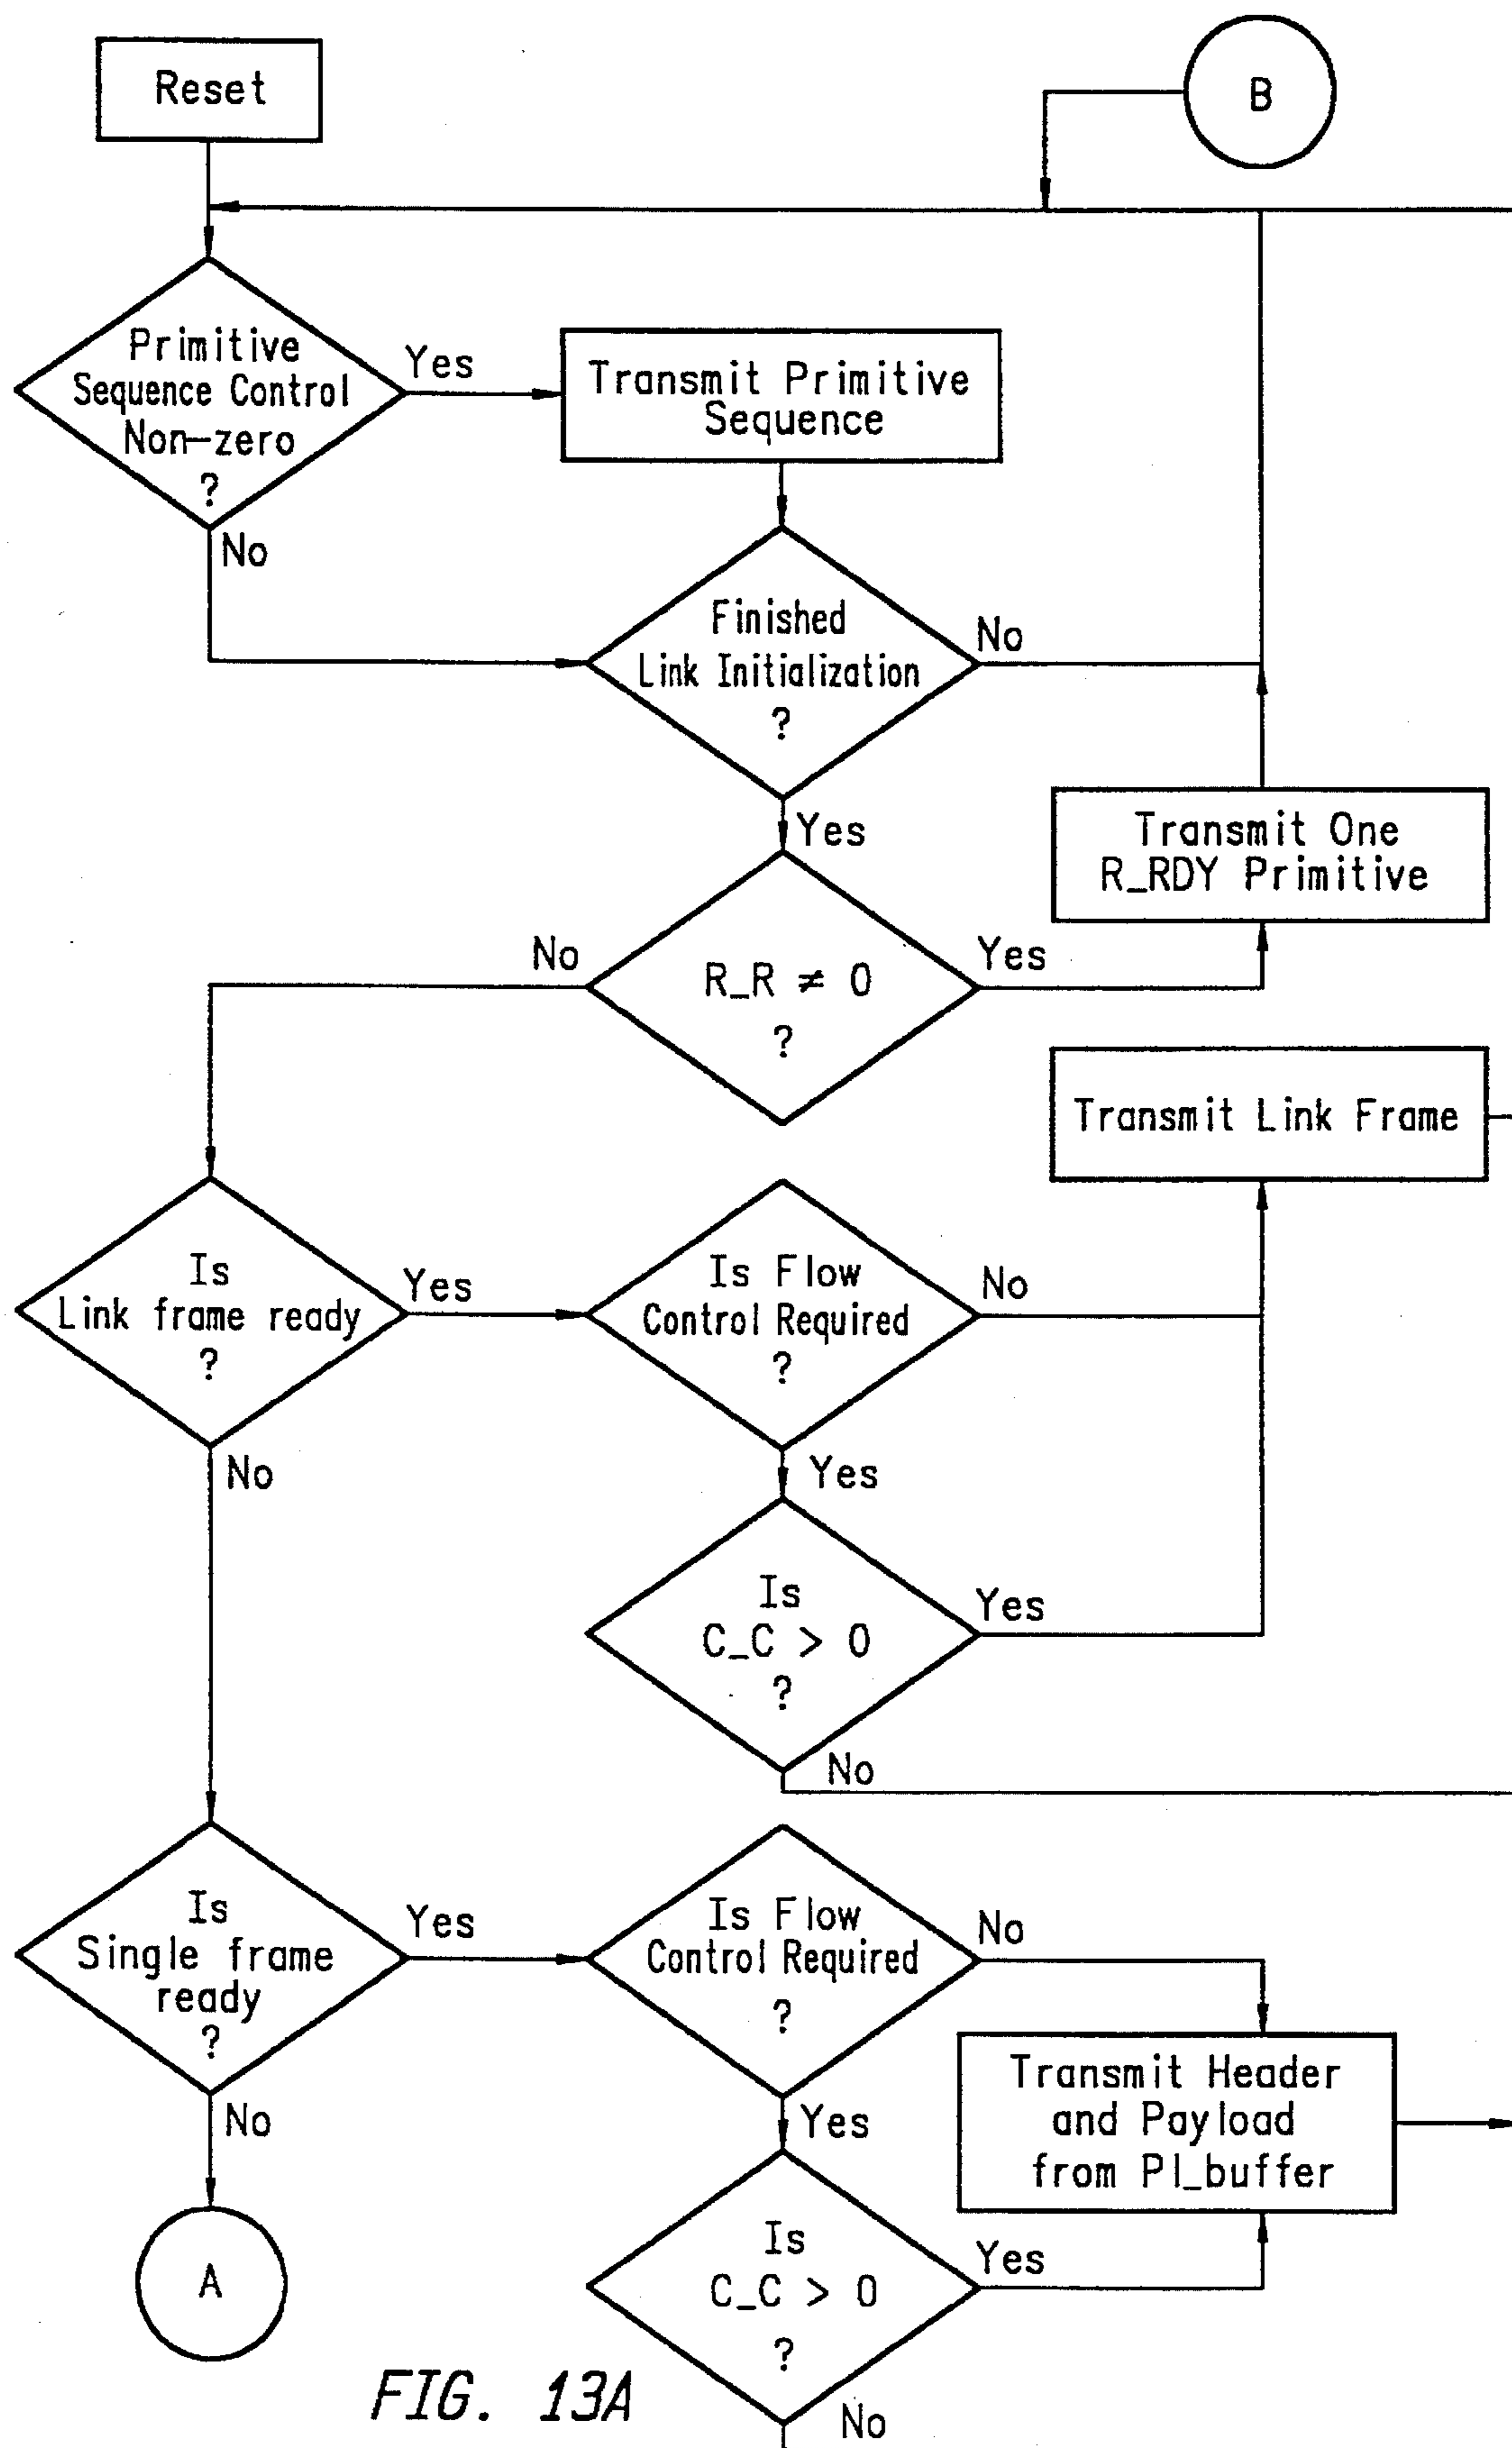 Reset
B
Primitive
Sequence Control
Non-zero
?
Yes
No
Transmit Primitive
Sequence
Finished
Link Initialization
?
No
Yes
Transmit One
R_RDY Primitive
R_R ≠ 0
?
No
Yes
Transmit Link Frame
Is
Link frame ready
?
Yes
No
Is Flow
Control Required
?
No
Yes
Is
C_C > 0
?
Yes
No
Is
Single frame
ready
?
Yes
No
Is Flow
Control Required
?
No
Yes
Transmit Header
and Payload
from Pl_buffer
Is
C_C > 0
?
Yes
No
A
FIG. 13A